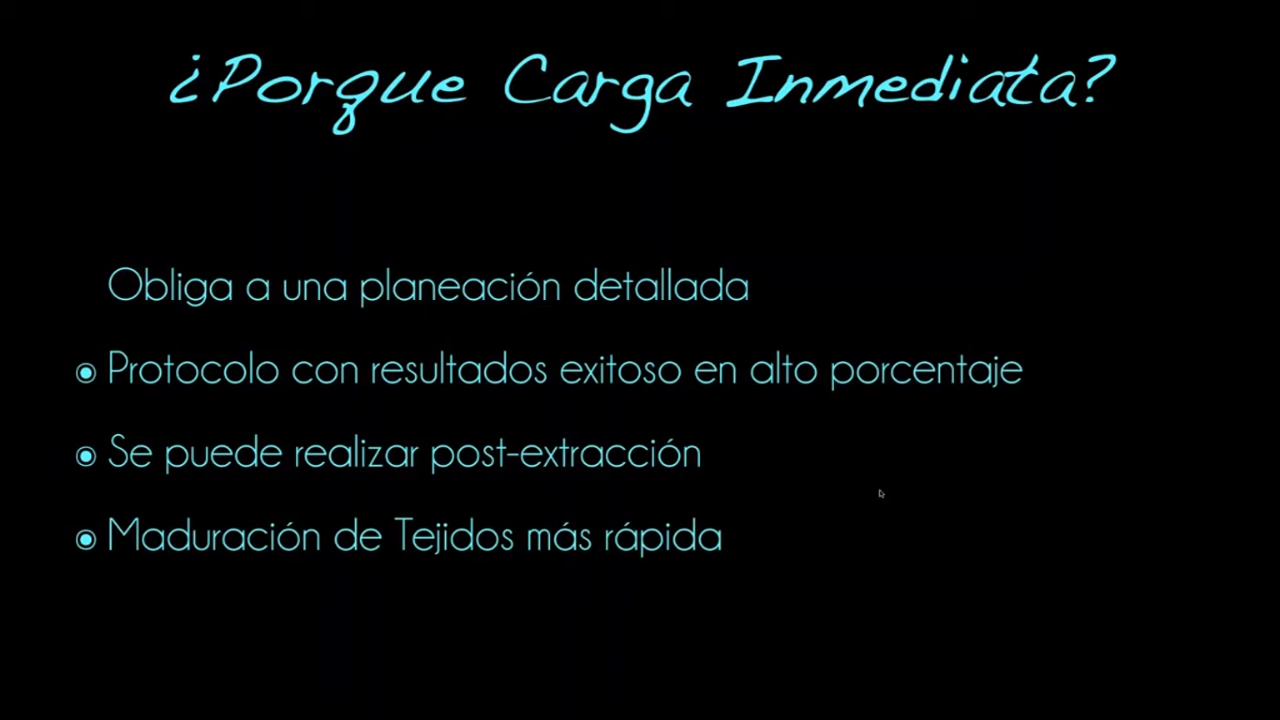 ¿Porque Carga Inmediata?
Obliga a una planeación detallada
Protocolo con resultados exitoso en alto porcentaje
Se puede realizar post-extracción
Maduración de Tejidos más rápida